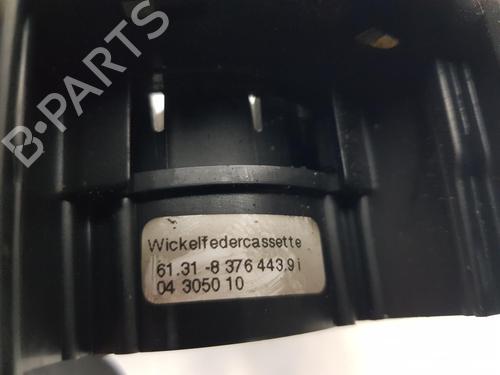 B-PARTS
Wickelfedercassette
61.31 -8 376 443.9 i
04 3050 10